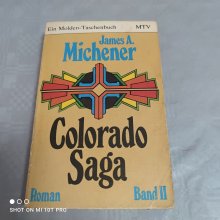 Ein Molden-Taschenbuch MTV
James A.
Michener
Colorado
Saga
Roman Band II
SHOT ON MI 10T PRO